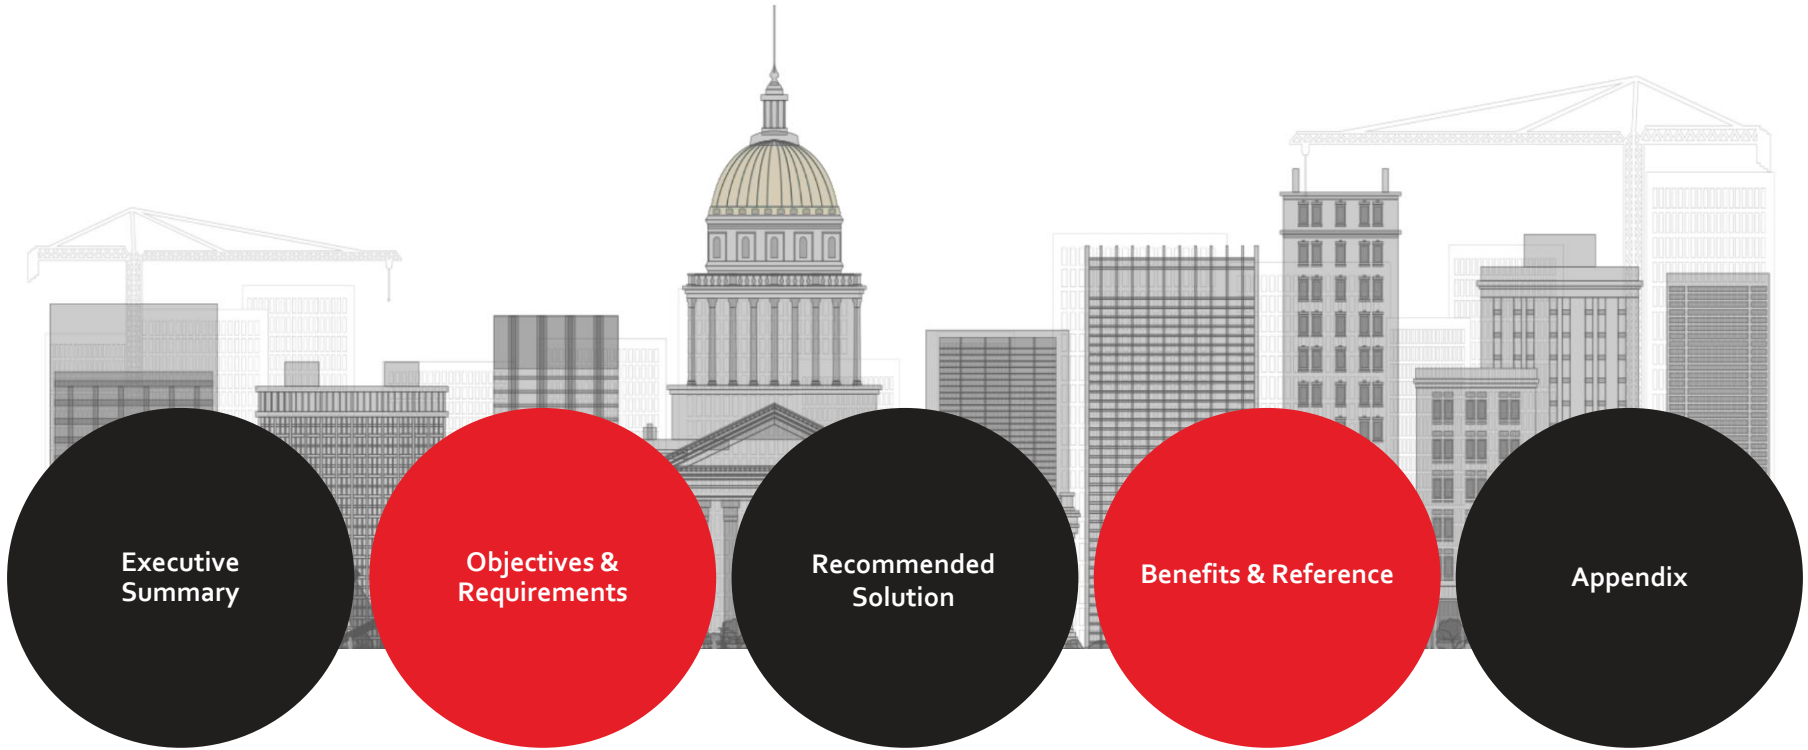 Executive
Summary
Objectives &
Requirements
Recommended
Solution
Benefits & Reference
Appendix